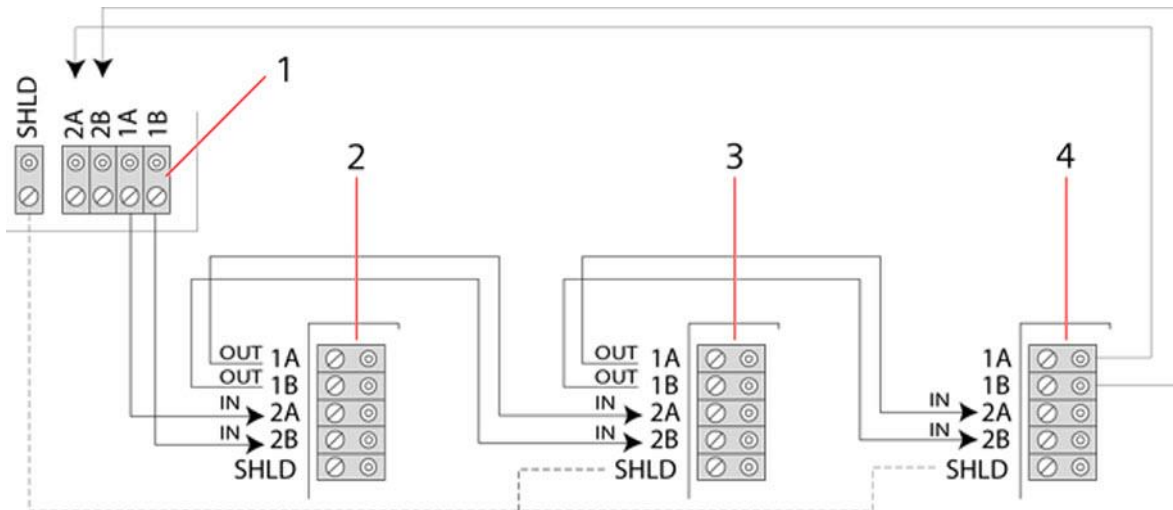 1
SHLD
2A
2B
1A
1B
2
3
4
OUT 1A
OUT 1B
IN 2A
IN 2B
SHLD
OUT 1A
OUT 1B
IN 2A
IN 2B
SHLD
1A
1B
IN 2A
IN 2B
SHLD